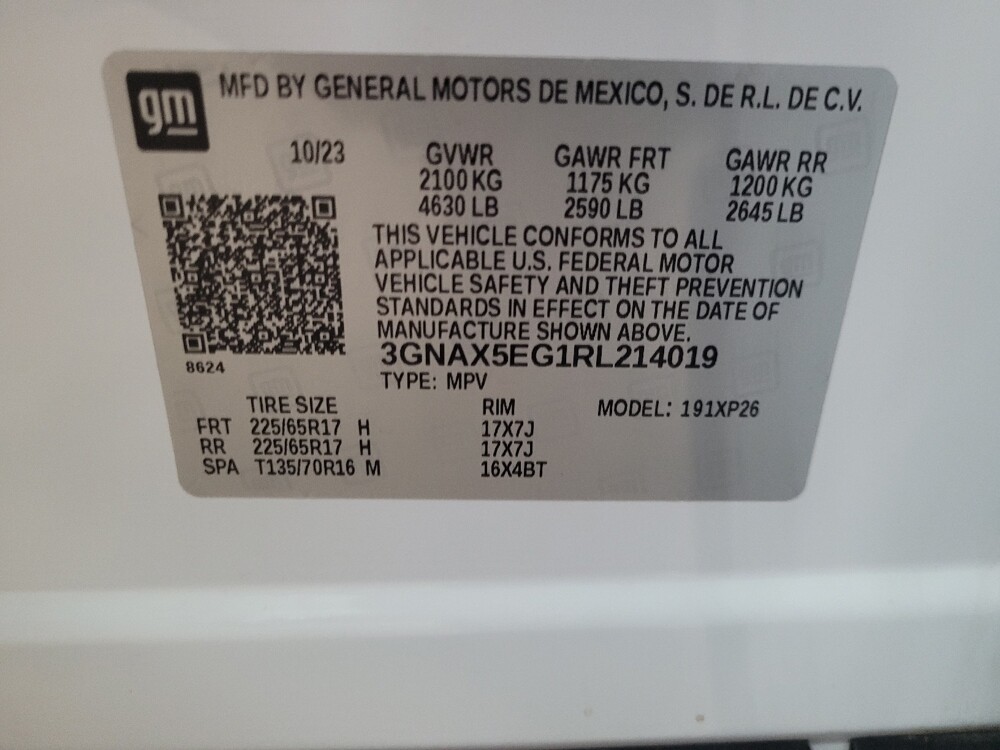 gm
MFD BY GENERAL MOTORS DE MEXICO, S. DE R.L. DE C.V.
10/23 GVWR GAWR FRT GAWR RR
2100 KG 1175 KG 1200 KG
4630 LB 2590 LB 2645 LB
THIS VEHICLE CONFORMS TO ALL
APPLICABLE U.S. FEDERAL MOTOR
VEHICLE SAFETY AND THEFT PREVENTION
STANDARDS IN EFFECT ON THE DATE OF
MANUFACTURE SHOWN ABOVE.
3GNAX5EG1RL214019
8624
TYPE: MPV
TIRE SIZE RIM MODEL: 191XP26
FRT 225/65R17 H 17X7J
RR 225/65R17 H 17X7J
SPA T135/70R16 M 16X4BT